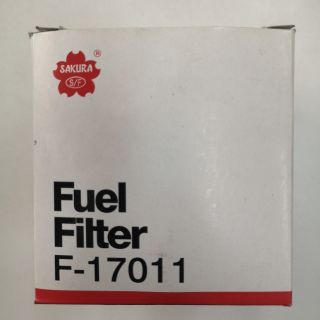 ®
SAKURA
S/F
Fuel
Filter
F-17011